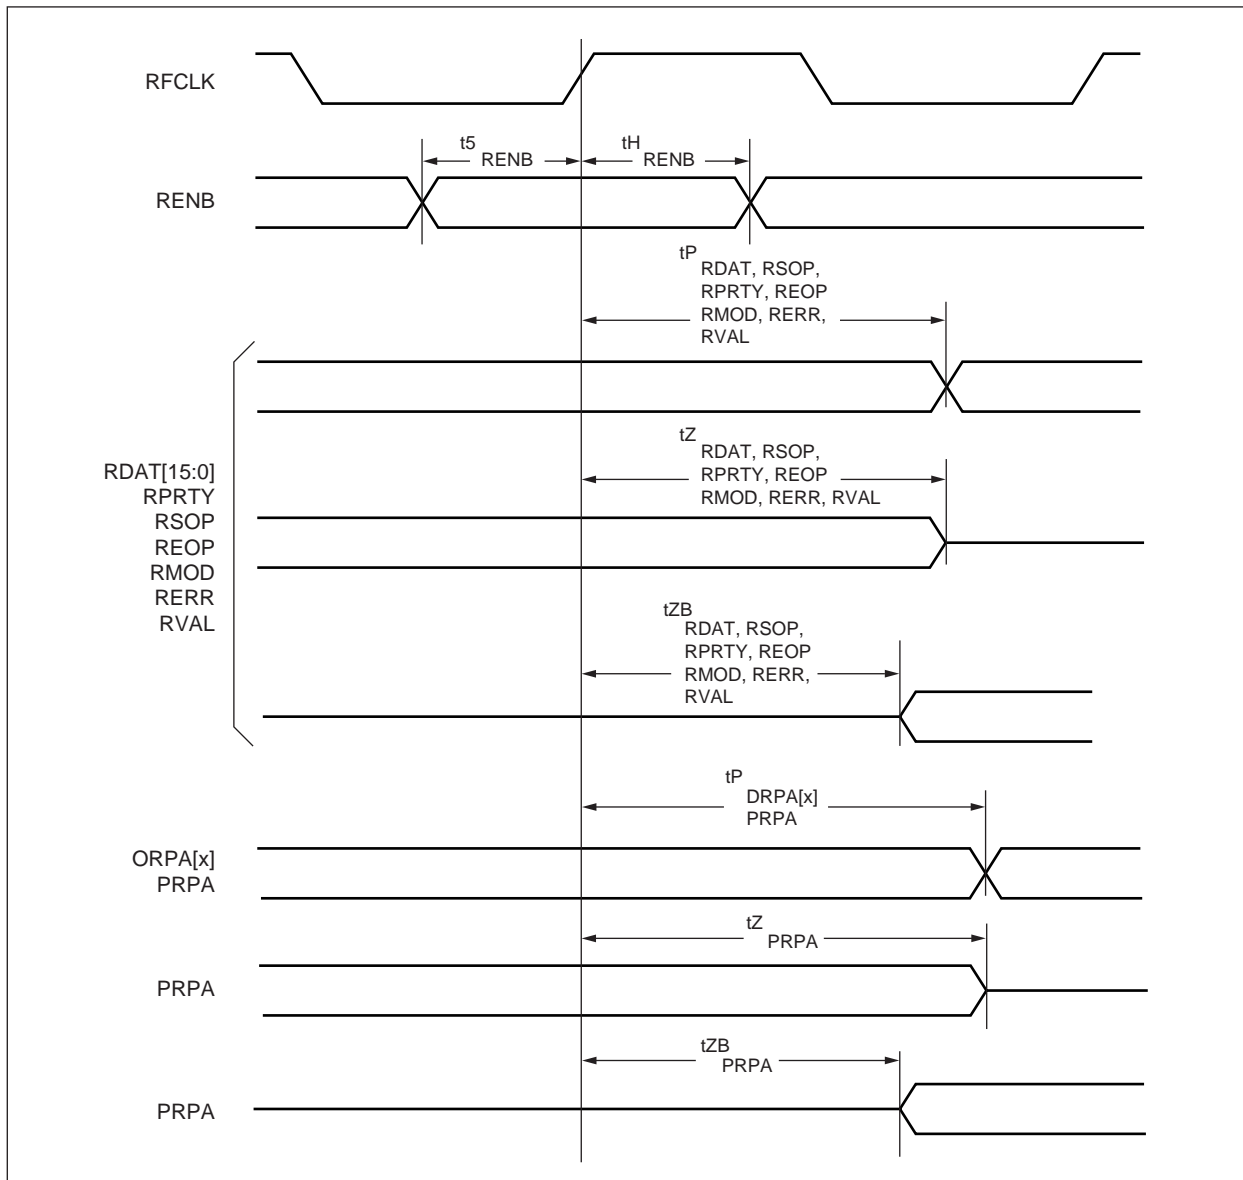 RFCLK
t5
RENB
tH
RENB
RENB
tP
RDAT, RSOP,
RPRTY, REOP
RMOD, RERR,
RVAL
tZ
RDAT, RSOP,
RPRTY, REOP
RMOD, RERR, RVAL
RDAT[15:0]
RPRTY
RSOP
REOP
RMOD
RERR
RVAL
tZB
RDAT, RSOP,
RPRTY, REOP
RMOD, RERR,
RVAL
tP
DRPA[x]
PRPA
ORPA[x]
PRPA
tZ
PRPA
PRPA
tZB
PRPA
PRPA